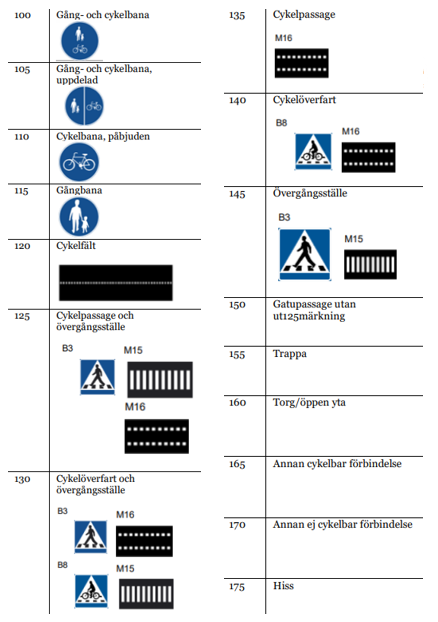 100 Gång- och cykelbana
105 Gång- och cykelbana,
uppdelad
110 Cykelbana, påbjuden
115 Gångbana
120 Cykelfält
125 Cykelpassage och
övergångsställe
B3 M15
M16
130 Cykelöverfart och
övergångsställe
B3 M16
B8 M15
135 Cykelpassage
M16
140 Cykelöverfart
B8 M16
145 Övergångsställe
B3 M15
150 Gatupassage utan
ut125märkning
155 Trappa
160 Torg/öppen yta
165 Annan cykelbar förbindelse
170 Annan ej cykelbar förbindelse
175 Hiss